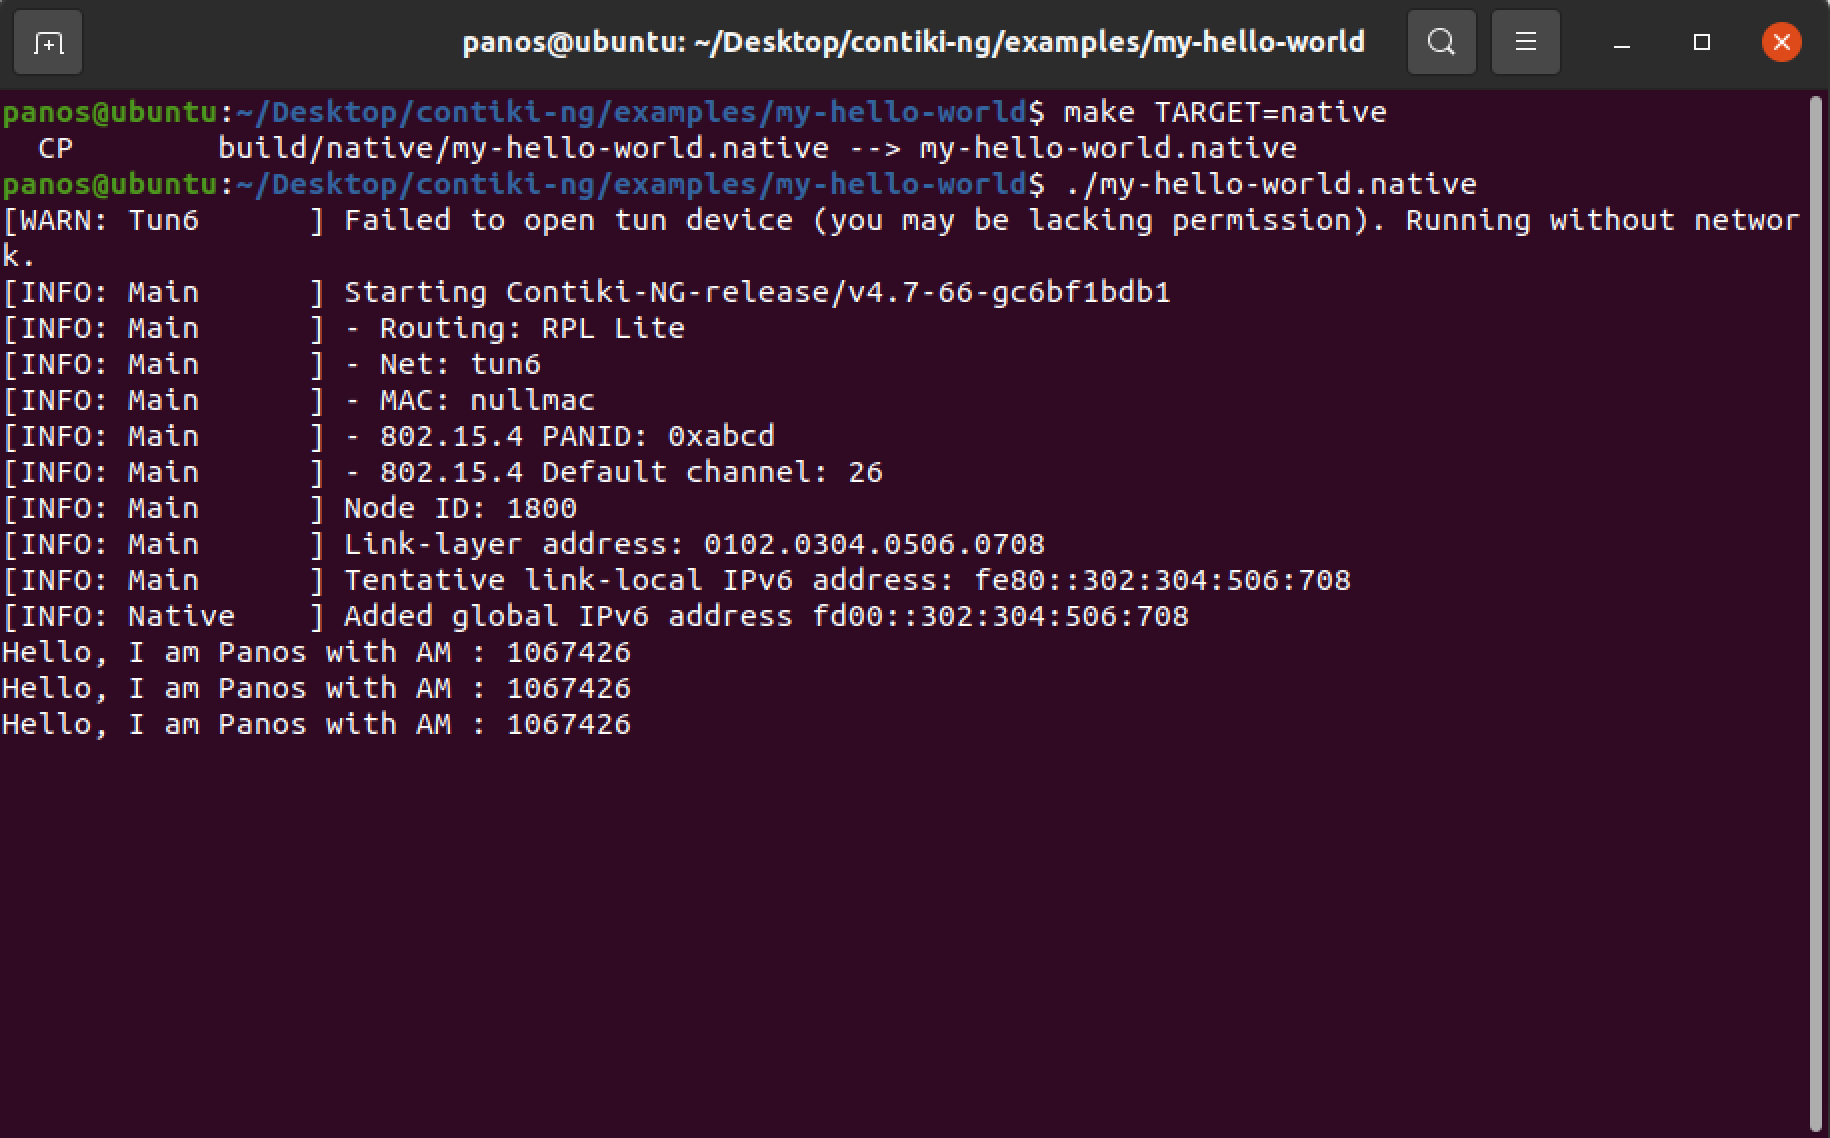 panos@ubuntu: ~/Desktop/contiki-ng/examples/my-hello-world
panos@ubuntu:~/Desktop/contiki-ng/examples/my-hello-world$ make TARGET=native
  CP        build/native/my-hello-world.native --> my-hello-world.native
panos@ubuntu:~/Desktop/contiki-ng/examples/my-hello-world$ ./my-hello-world.native
[WARN: Tun6      ] Failed to open tun device (you may be lacking permission). Running without networ
k.
[INFO: Main      ] Starting Contiki-NG-release/v4.7-66-gc6bf1bdb1
[INFO: Main      ] - Routing: RPL Lite
[INFO: Main      ] - Net: tun6
[INFO: Main      ] - MAC: nullmac
[INFO: Main      ] - 802.15.4 PANID: 0xabcd
[INFO: Main      ] - 802.15.4 Default channel: 26
[INFO: Main      ] Node ID: 1800
[INFO: Main      ] Link-layer address: 0102.0304.0506.0708
[INFO: Main      ] Tentative link-local IPv6 address: fe80::302:304:506:708
[INFO: Native    ] Added global IPv6 address fd00::302:304:506:708
Hello, I am Panos with AM : 1067426
Hello, I am Panos with AM : 1067426
Hello, I am Panos with AM : 1067426